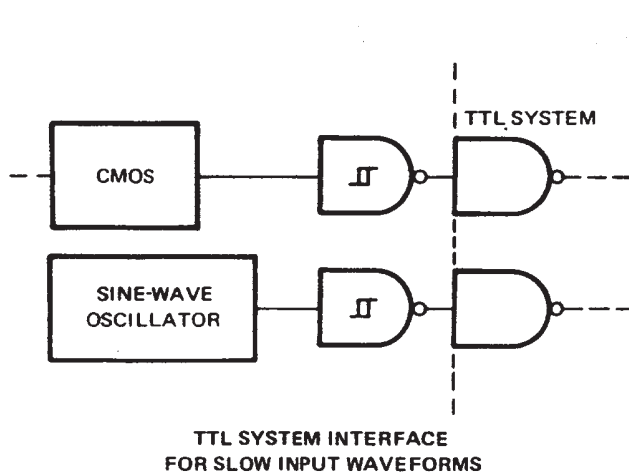 TTL SYSTEM
CMOS
SINE-WAVE
OSCILLATOR
TTL SYSTEM INTERFACE
FOR SLOW INPUT WAVEFORMS